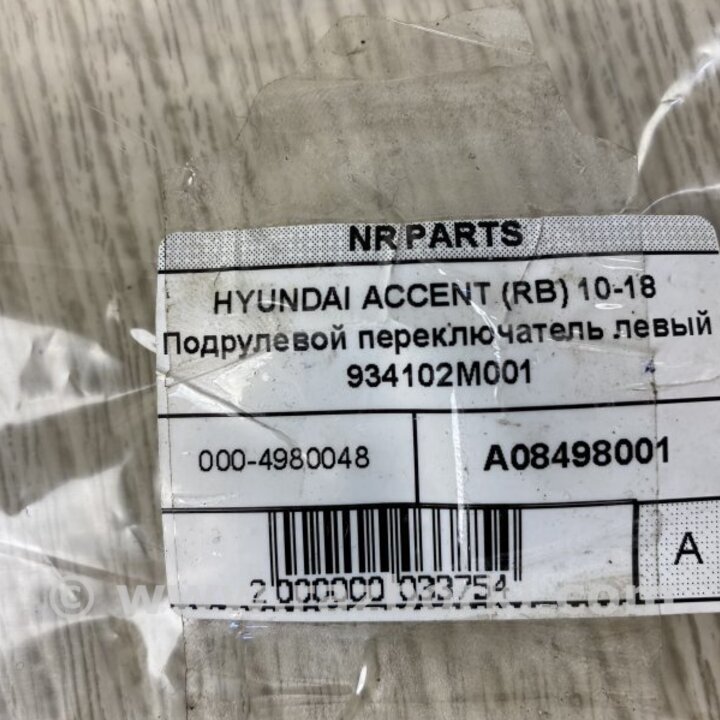 NR PARTS
HYUNDAI ACCENT (RB) 10-18
Подрулевой переключатель левый
934102M001
000-4980048
A08498001
2 000000 033754
A